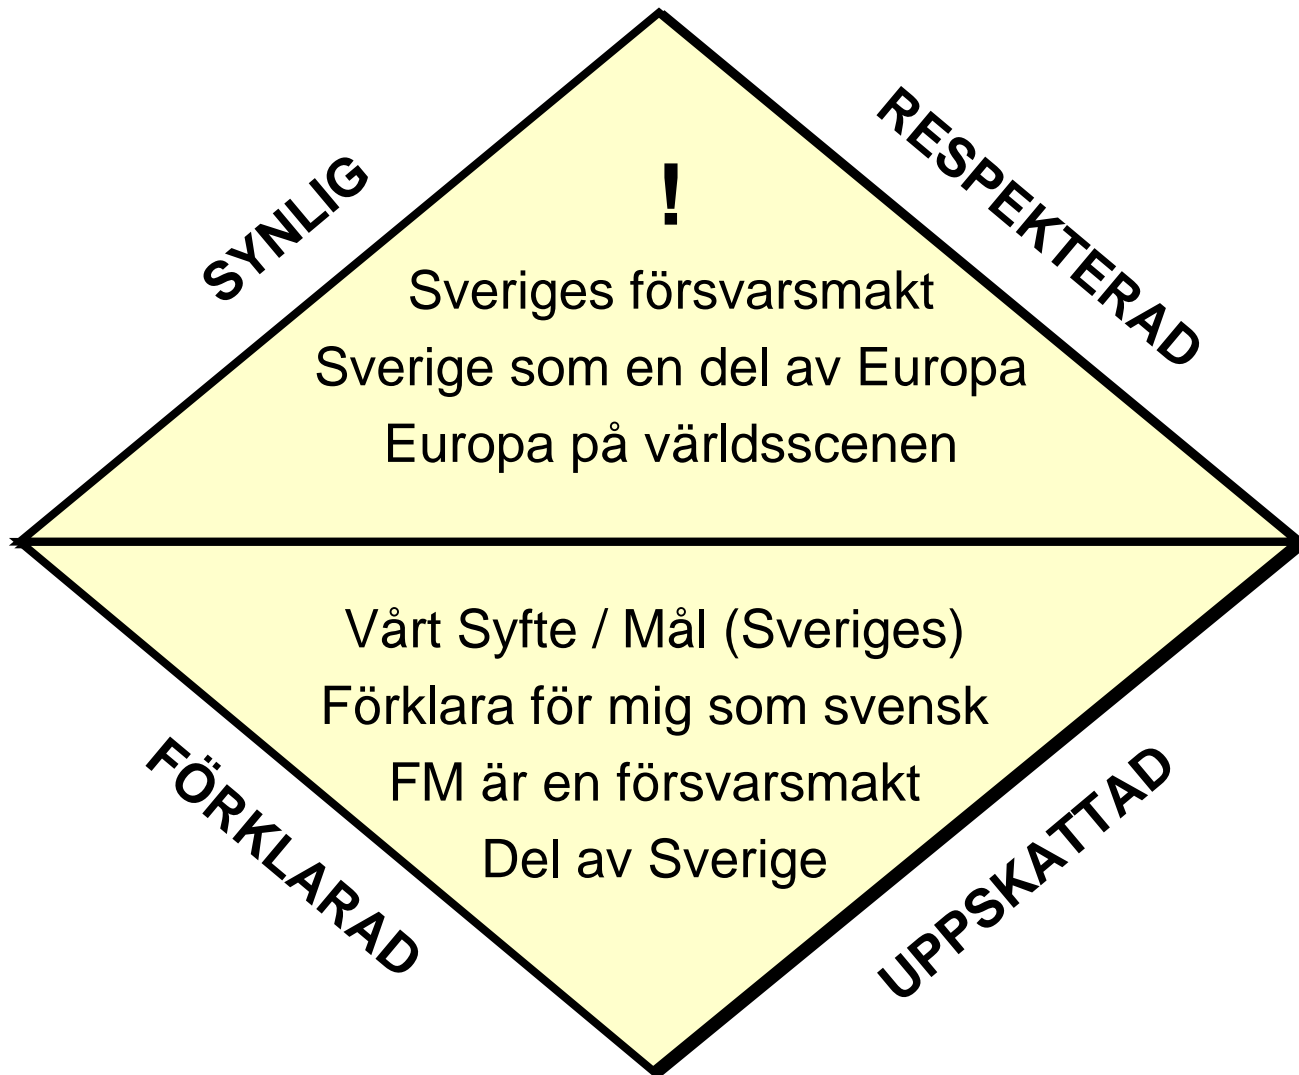 SYNLIG
RESPEKTERAD
!
Sveriges försvarsmakt
Sverige som en del av Europa
Europa på världsscenen
Vårt Syfte / Mål (Sveriges)
Förklara för mig som svensk
FM är en försvarsmakt
Del av Sverige
FÖRKLARAD
UPPSKATTAD